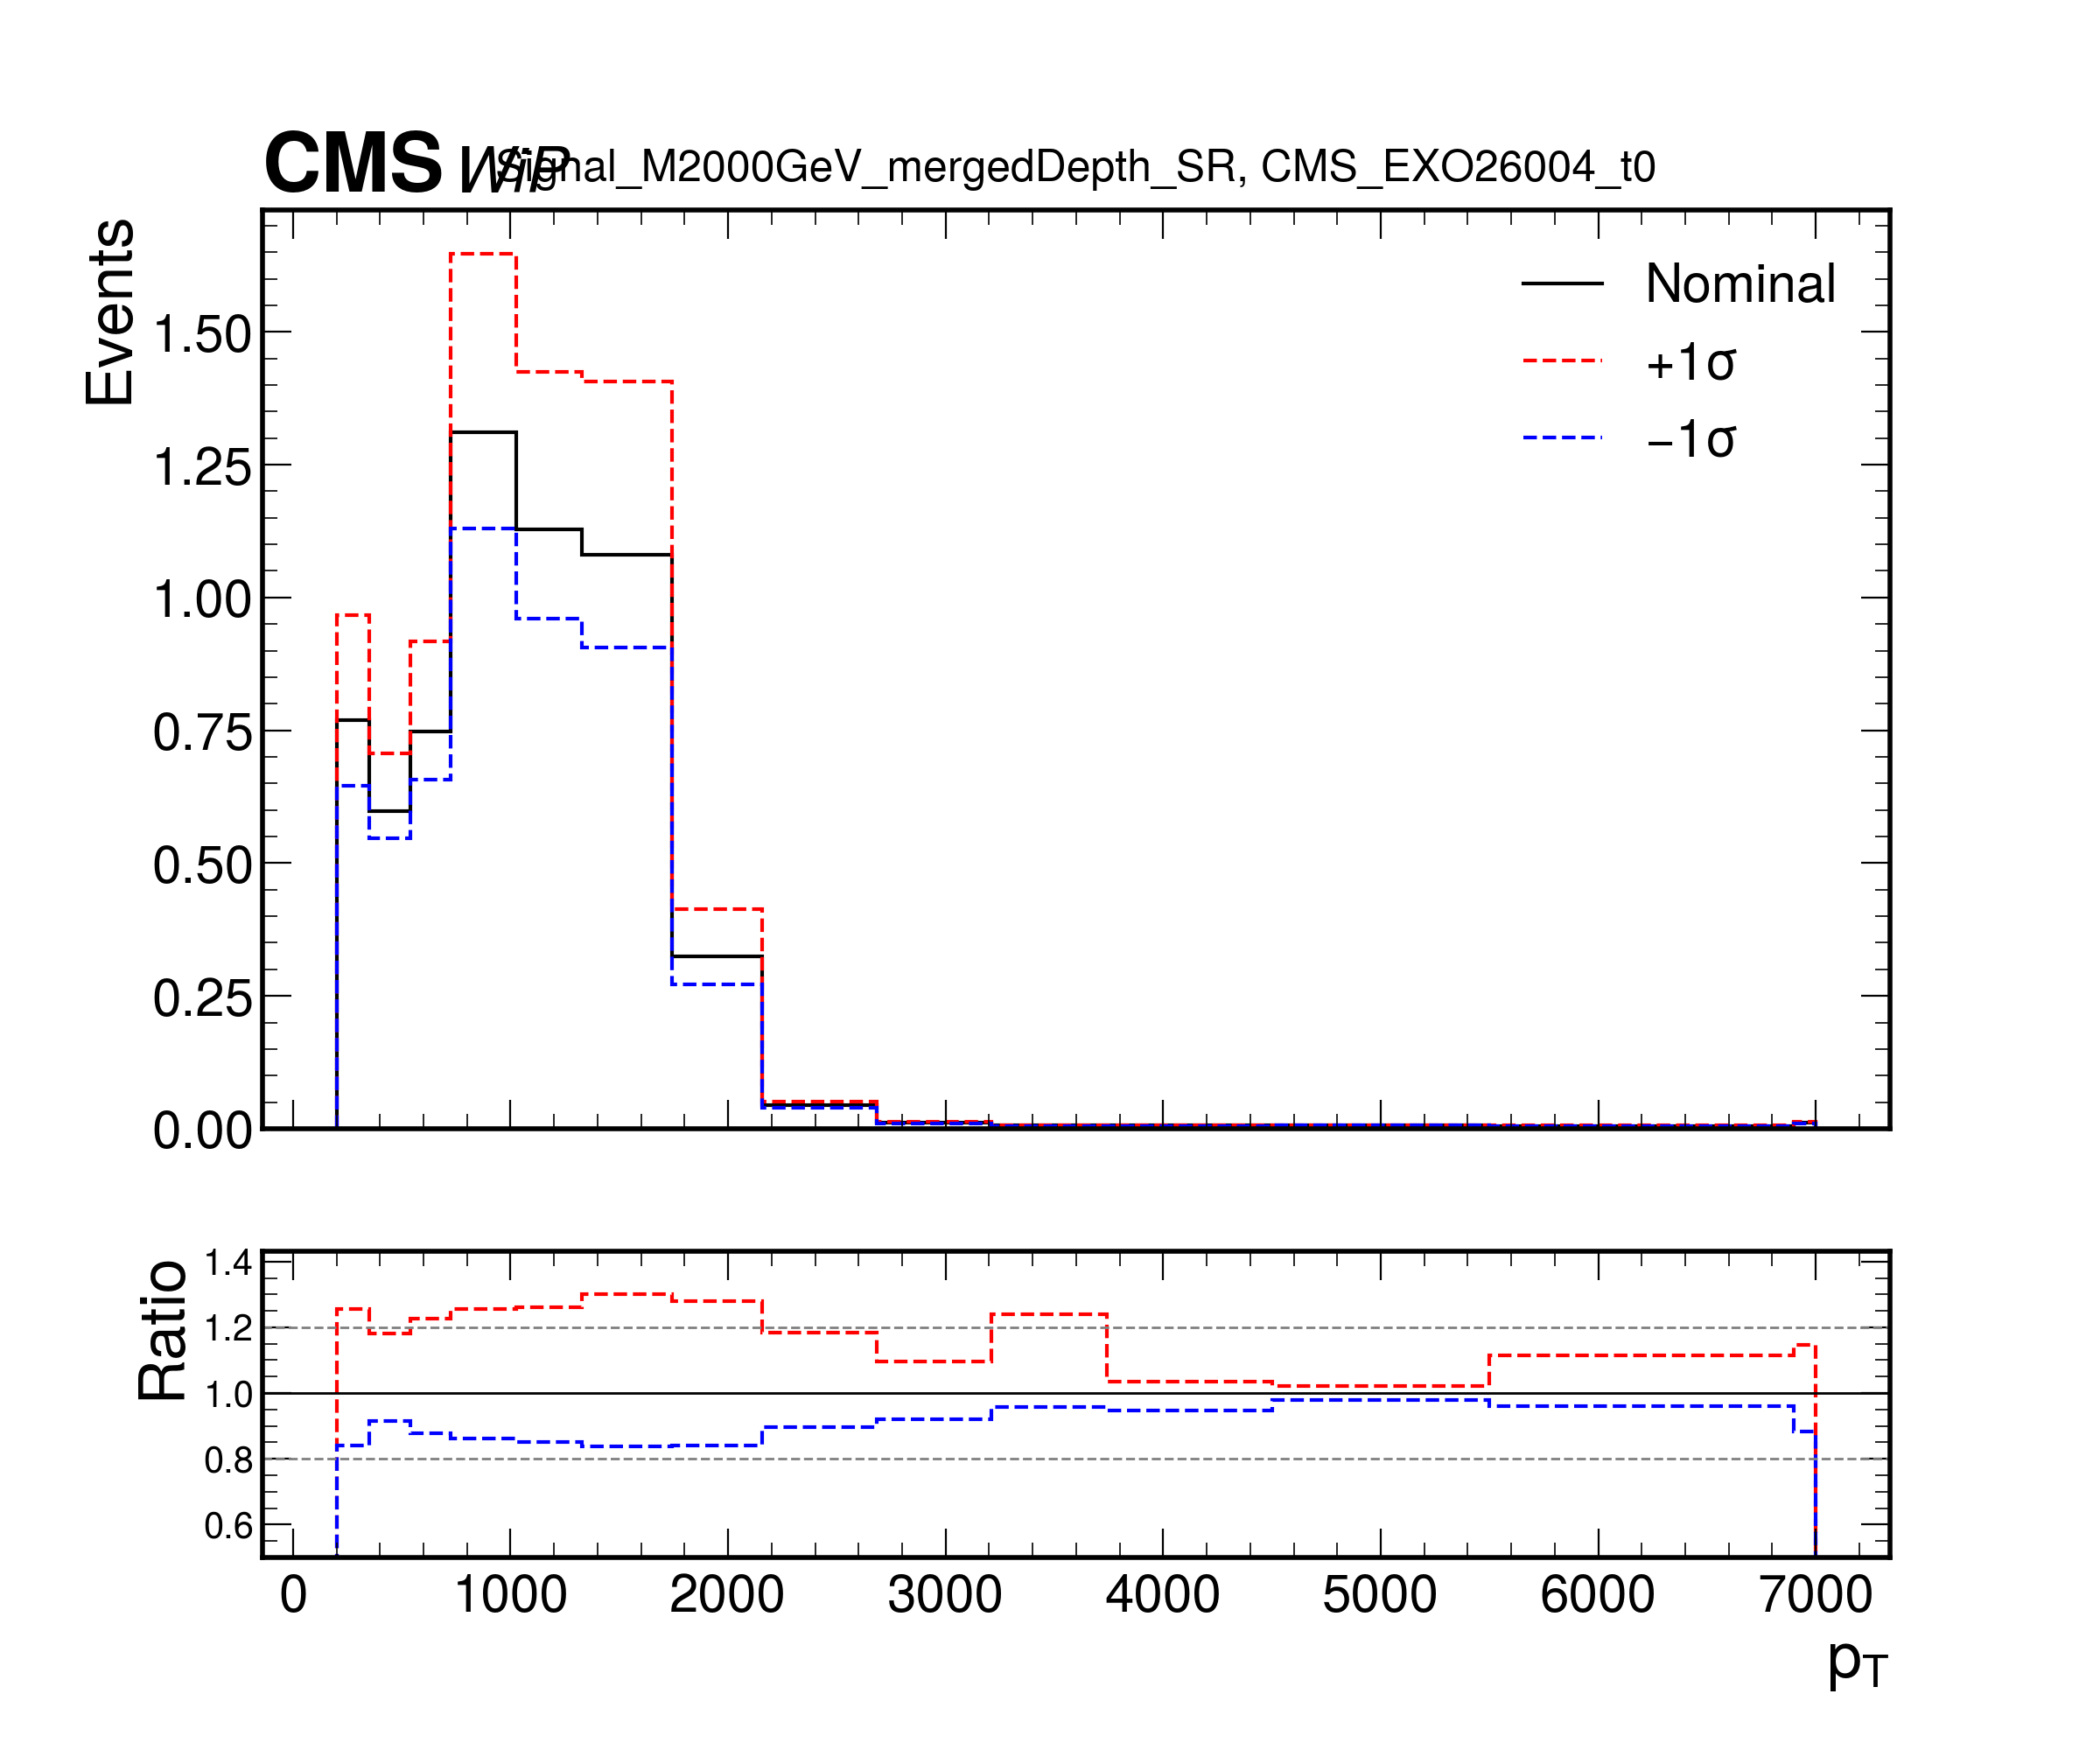 CMS WiP Signal_M2000GeV_mergedDepth_SR, CMS_EXO26004_t0
Events
1.50
1.25
1.00
0.75
0.50
0.25
0.00
Nominal
+1σ
−1σ
Ratio
1.4
1.2
1.0
0.8
0.6
0 1000 2000 3000 4000 5000 6000 7000
pT